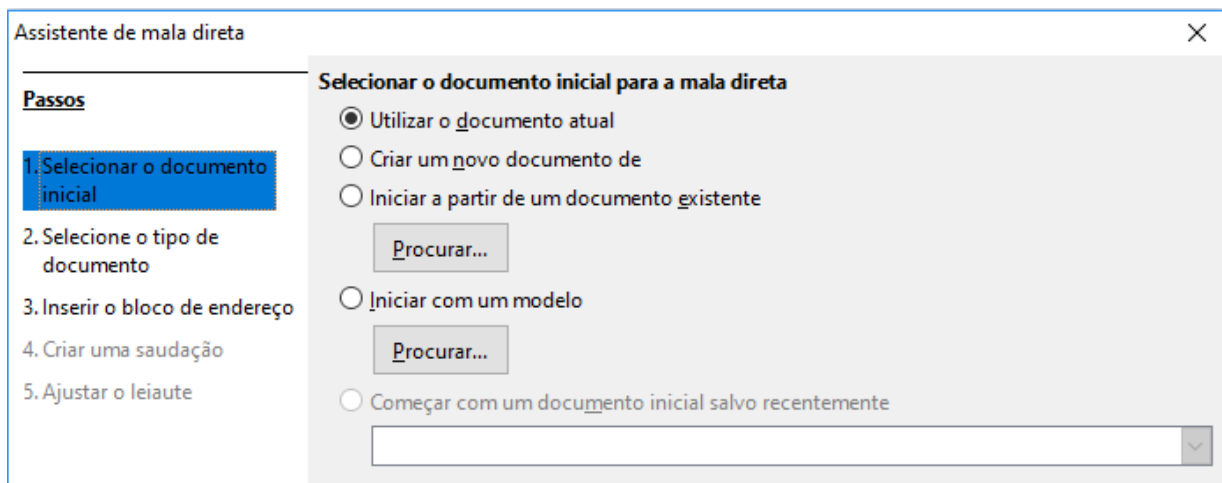 Assistente de mala direta
Passos
1. Selecionar o documento
inicial
2. Selecione o tipo de
documento
3. Inserir o bloco de endereço
4. Criar uma saudação
5. Ajustar o leiaute
Selecionar o documento inicial para a mala direta
Utilizar o documento atual
Criar um novo documento de
Iniciar a partir de um documento existente
Procurar...
Iniciar com um modelo
Procurar...
Começar com um documento inicial salvo recentemente